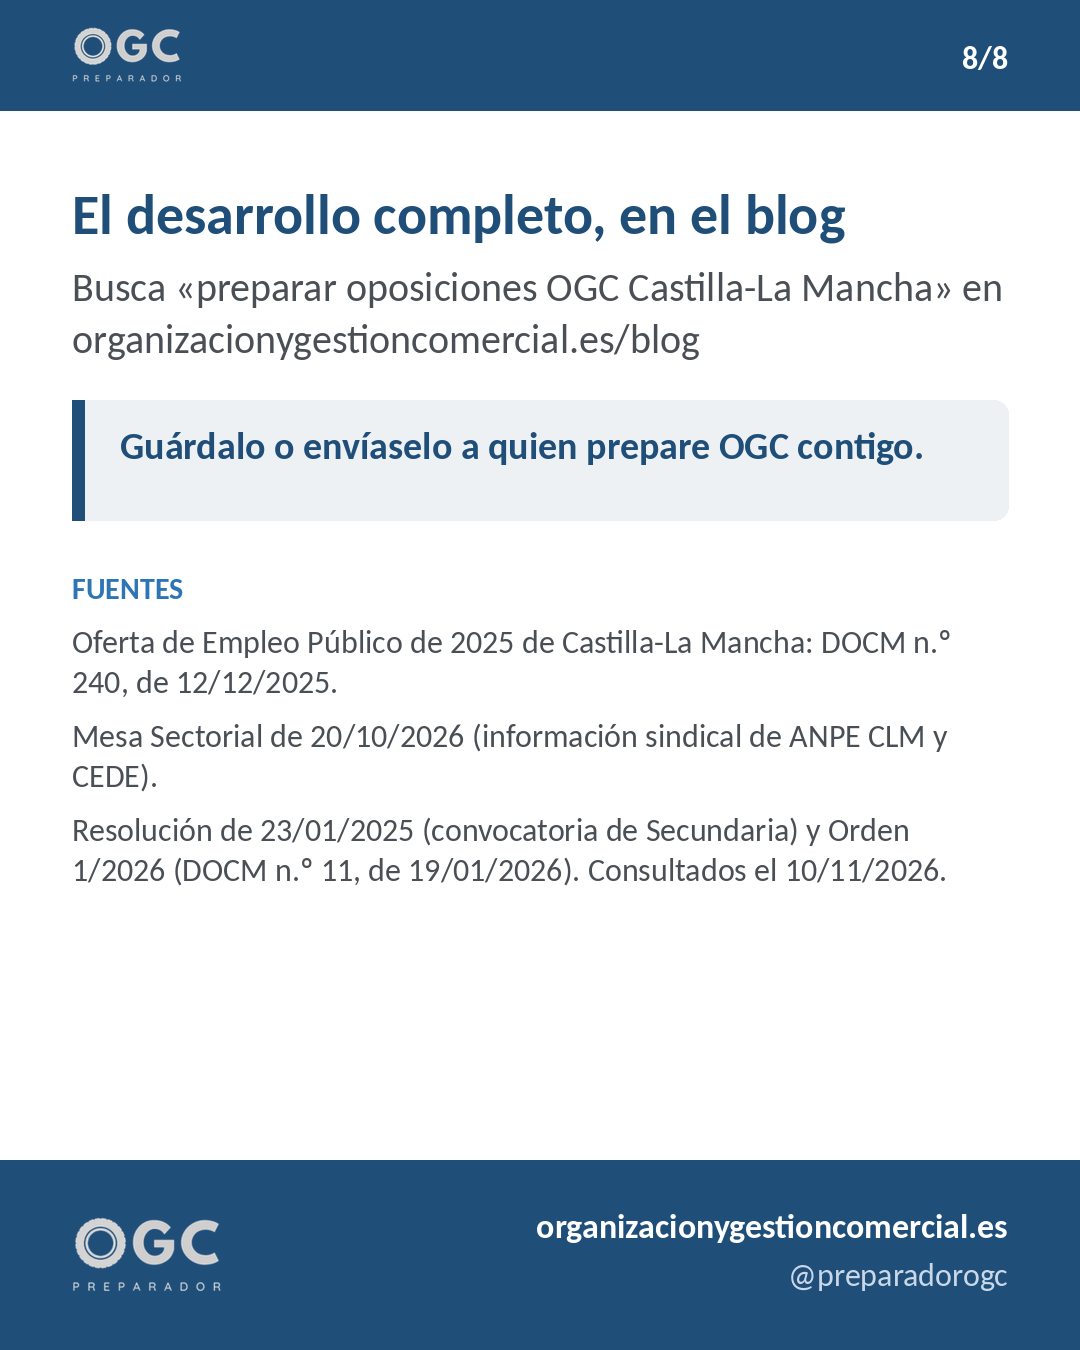 OGC
PREPARADOR
8/8
El desarrollo completo, en el blog
Busca «preparar oposiciones OGC Castilla-La Mancha» en
organizacionygestioncomercial.es/blog
Guárdalo o envíaselo a quien prepare OGC contigo.
FUENTES
Oferta de Empleo Público de 2025 de Castilla-La Mancha: DOCM n.º
240, de 12/12/2025.
Mesa Sectorial de 20/10/2026 (información sindical de ANPE CLM y
CEDE).
Resolución de 23/01/2025 (convocatoria de Secundaria) y Orden
1/2026 (DOCM n.º 11, de 19/01/2026). Consultados el 10/11/2026.
OGC
PREPARADOR
organizacionygestioncomercial.es
@preparadorogc